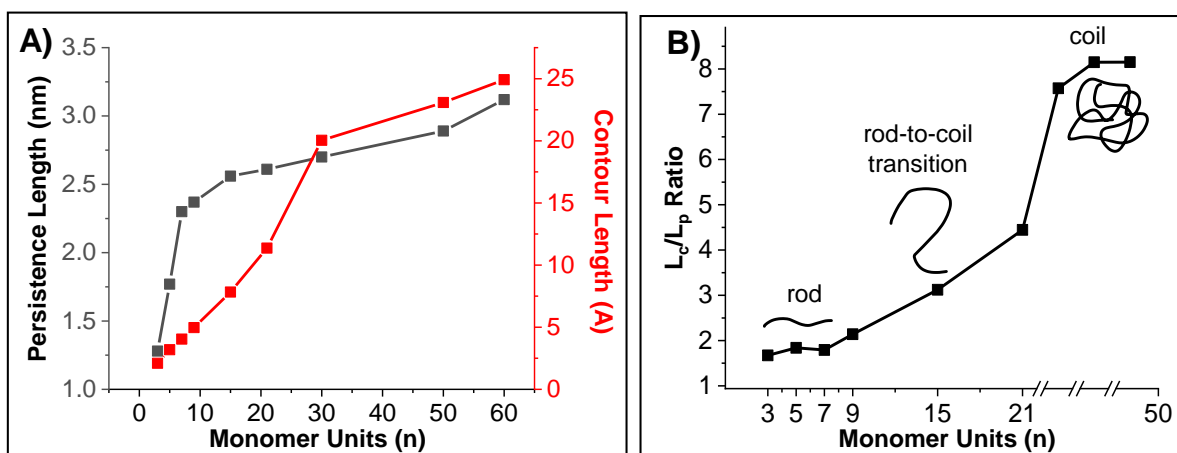 A)
Persistence Length (nm)
3.5
3.0
2.5
2.0
1.5
1.0
0 10 20 30 40 50 60
Monomer Units (n)
25
20
15
10
5
0
Contour Length (A)
B)
Lc/Lp Ratio
8
7
6
5
4
3
2
1
rod
rod-to-coil
transition
coil
3 5 7 9 15 21 50
Monomer Units (n)